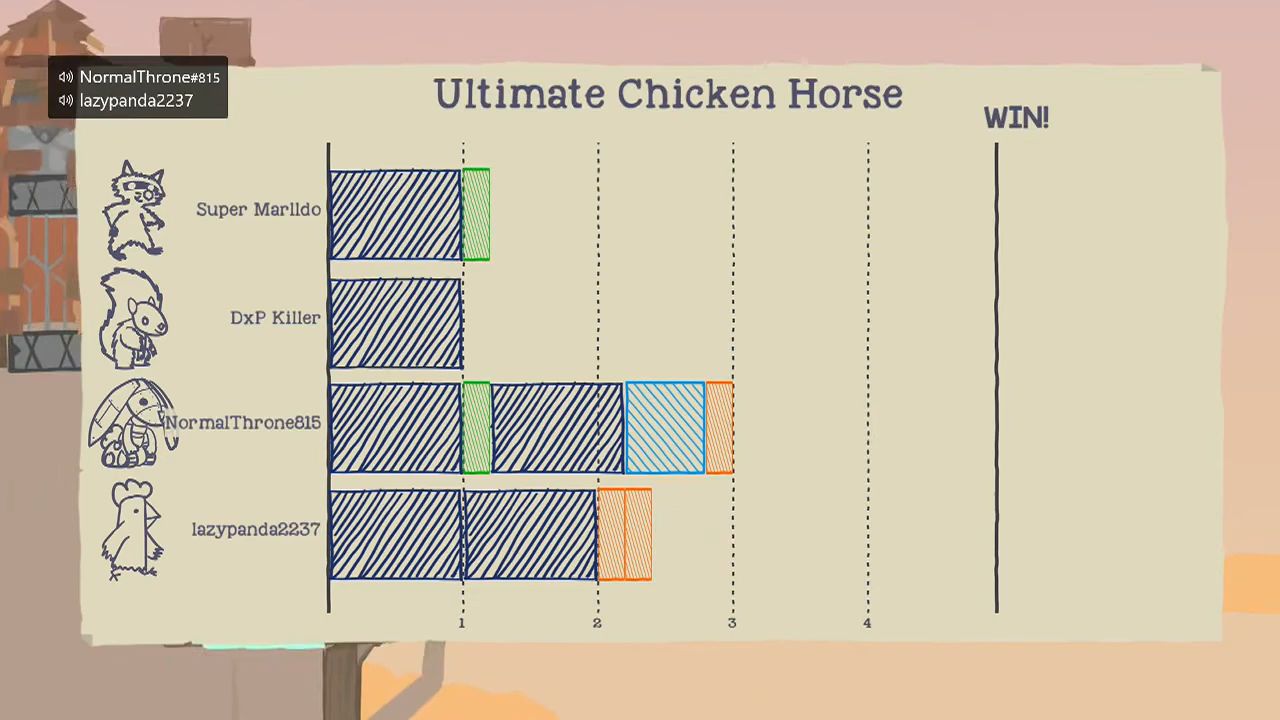 NormalThrone#815
lazypanda2237
Ultimate Chicken Horse
WIN!
Super Marlldo
DxP Killer
NormalThrone815
lazypanda2237
1 2 3 4